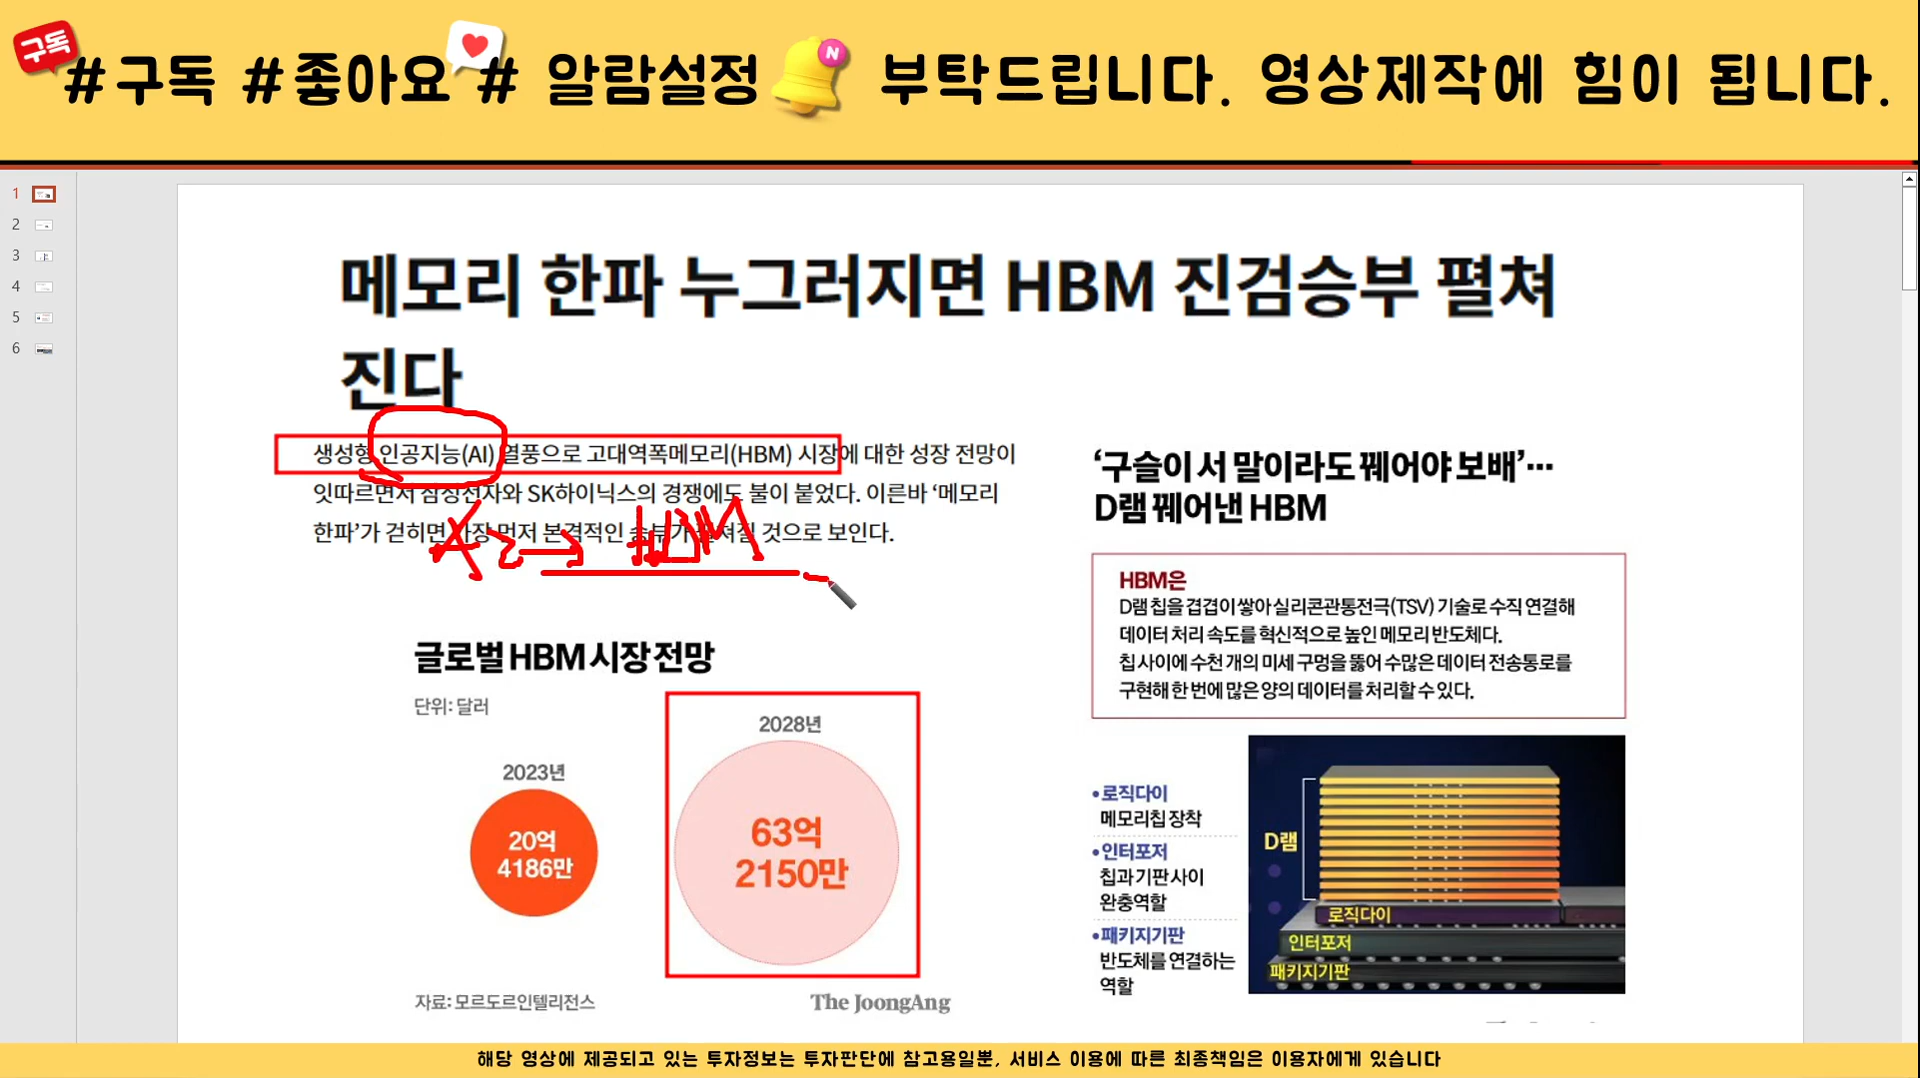 구독
#구독 #좋아요 # 알람설정 N 부탁드립니다. 영상제작에 힘이 됩니다.
1
2
3
4
5
6
메모리 한파 누그러지면 HBM 진검승부 펼쳐
진다
생성형 인공지능(AI) 열풍으로 고대역폭메모리(HBM) 시장에 대한 성장 전망이
잇따르면서 삼성전자와 SK하이닉스의 경쟁에도 불이 붙었다. 이른바 ‘메모리
한파’가 걷히면 가장 먼저 본격적인 승부가 펼쳐질 것으로 보인다.
HBM
글로벌 HBM 시장 전망
단위: 달러
2023년
20억
4186만
2028년
63억
2150만
자료: 모르도르인텔리전스
The JoongAng
‘구슬이 서 말이라도 꿰어야 보배’…
D램 꿰어낸 HBM
HBM은
D램 칩을 겹겹이 쌓아 실리콘관통전극(TSV) 기술로 수직 연결해
데이터 처리 속도를 혁신적으로 높인 메모리 반도체다.
칩 사이에 수천 개의 미세 구멍을 뚫어 수많은 데이터 전송통로를
구현해 한 번에 많은 양의 데이터를 처리할 수 있다.
•로직다이
메모리칩 장착
•인터포저
칩과 기판 사이
완충역할
•패키지기판
반도체를 연결하는
역할
D램
로직다이
인터포저
패키지기판
해당 영상에 제공되고 있는 투자정보는 투자판단에 참고용일뿐, 서비스 이용에 따른 최종책임은 이용자에게 있습니다